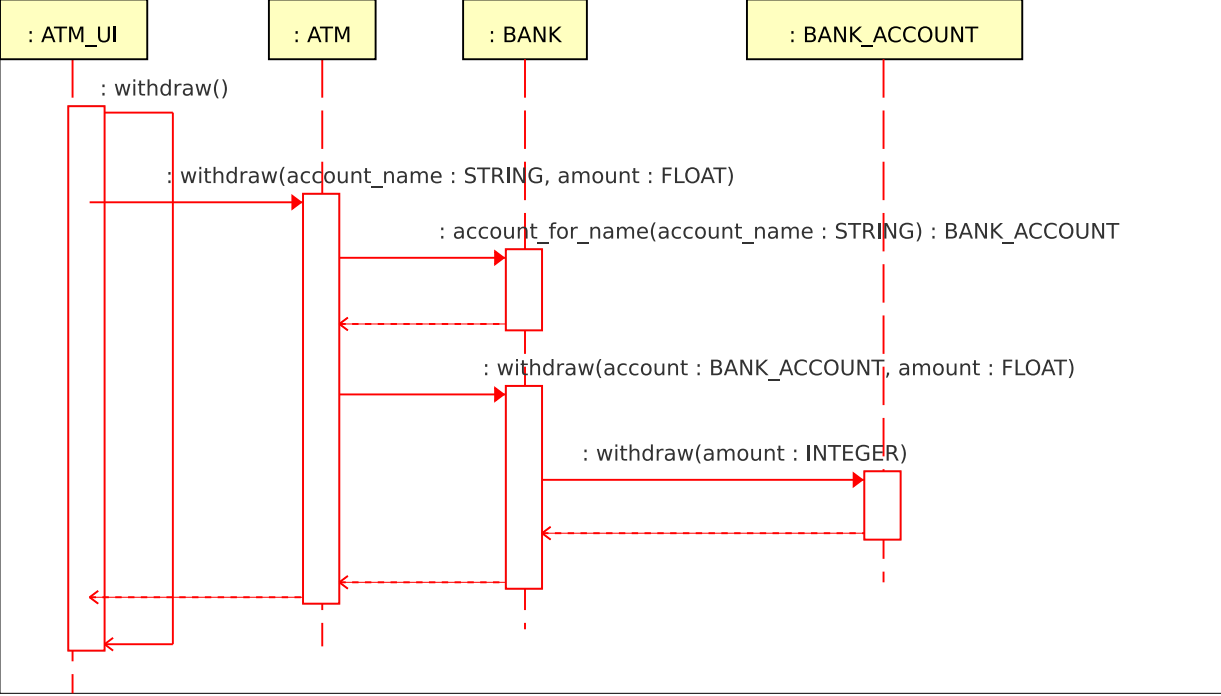 : ATM_UI
: ATM
: BANK
: BANK_ACCOUNT
: withdraw()
: withdraw(account_name : STRING, amount : FLOAT)
: account_for_name(account_name : STRING) : BANK_ACCOUNT
: withdraw(account : BANK_ACCOUNT, amount : FLOAT)
: withdraw(amount : INTEGER)